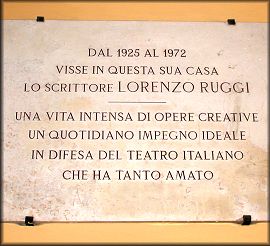 DAL 1925 AL 1972
VISSE IN QUESTA SUA CASA
LO SCRITTORE LORENZO RUGGI
UNA VITA INTENSA DI OPERE CREATIVE
UN QUOTIDIANO IMPEGNO IDEALE
IN DIFESA DEL TEATRO ITALIANO
CHE HA TANTO AMATO